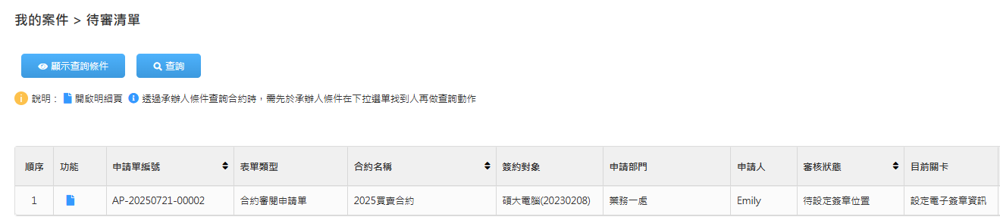 我的案件 > 待審清單
顯示查詢條件 查詢
說明： 開啟明細頁 透過承辦人條件查詢合約時，需先於承辦人條件在下拉選單找到人再做查詢動作
順序 功能 申請單編號 表單類型 合約名稱 簽約對象 申請部門 申請人 審核狀態 目前關卡
1 AP-20250721-00002 合約審閱申請單 2025買賣合約 碩大電腦(20230208) 業務一處 Emily 待設定簽章位置 設定電子簽章資訊